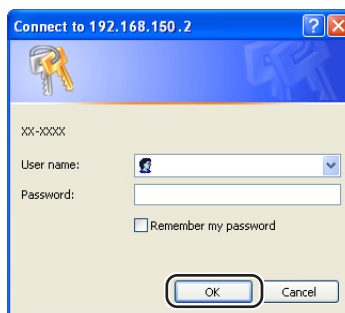 Connect to 192.168.150.2
XX-XXXX
User name:
Password:
Remember my password
OK Cancel